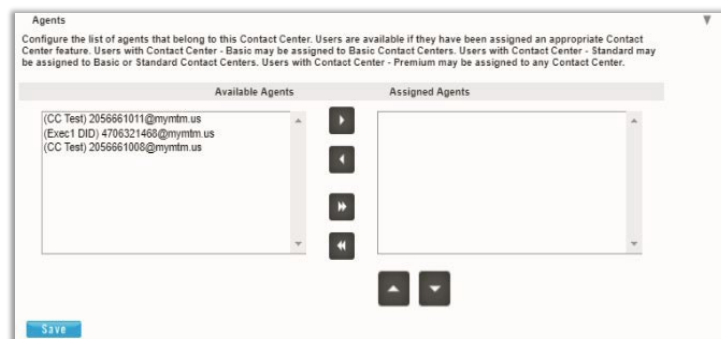 Agents
Configure the list of agents that belong to this Contact Center. Users are available if they have been assigned an appropriate Contact
Center feature. Users with Contact Center - Basic may be assigned to Basic Contact Centers. Users with Contact Center - Standard may
be assigned to Basic or Standard Contact Centers. Users with Contact Center - Premium may be assigned to any Contact Center.
Available Agents Assigned Agents
(CC Test) 2056661011@mymtm.us
(Exec1 DID) 4706321468@mymtm.us
(CC Test) 2056661008@mymtm.us
Save